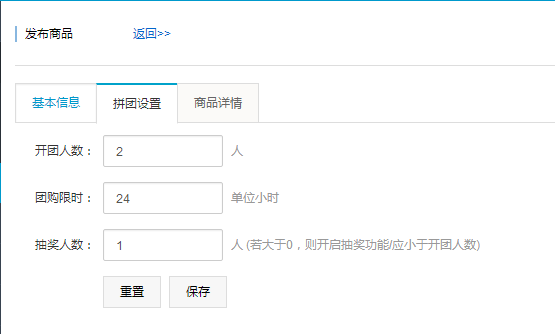 发布商品 返回>>
基本信息 拼团设置 商品详情
开团人数： 2 人
团购限时： 24 单位小时
抽奖人数： 1 人 (若大于0，则开启抽奖功能/应小于开团人数)
重置 保存